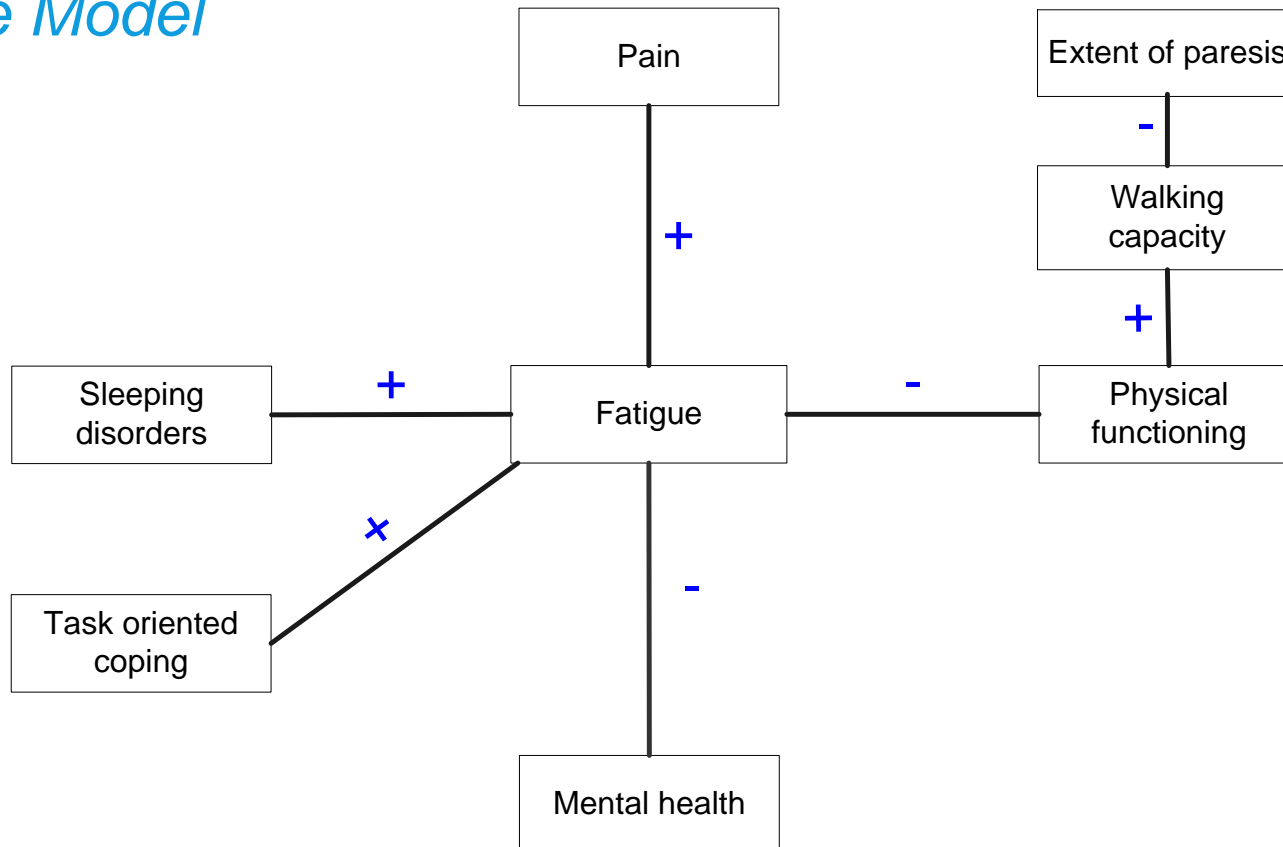 e Model
Pain
Extent of paresis
-
Walking
capacity
+
+
Sleeping
disorders
+
Fatigue
-
Physical
functioning
+
-
Task oriented
coping
Mental health